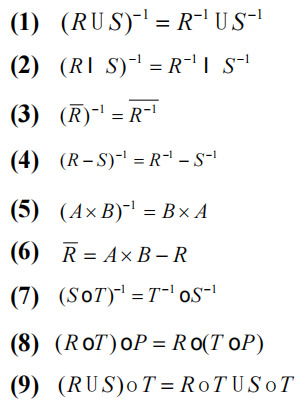 (1) (R U S)⁻¹ = R⁻¹ U S⁻¹
(2) (R I S)⁻¹ = R⁻¹ I S⁻¹
(3) (R̅)⁻¹ = R̅⁻̅¹̅
(4) (R − S)⁻¹ = R⁻¹ − S⁻¹
(5) (A × B)⁻¹ = B × A
(6) R̅ = A × B − R
(7) (S o T)⁻¹ = T⁻¹ o S⁻¹
(8) (R o T) o P = R o (T o P)
(9) (R U S) o T = R o T U S o T